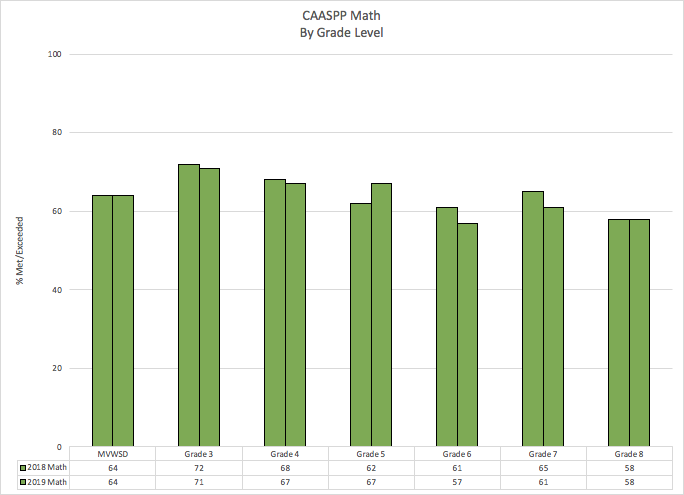 CAASPP Math
By Grade Level
100
80
60
40
20
0
% Met/Exceeded
MVWSD Grade 3 Grade 4 Grade 5 Grade 6 Grade 7 Grade 8
2018 Math 64 72 68 62 61 65 58
2019 Math 64 71 67 67 57 61 58